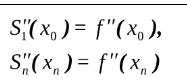 S₁″(x₀) = f″(x₀),
Sₙ″(xₙ) = f″(xₙ)